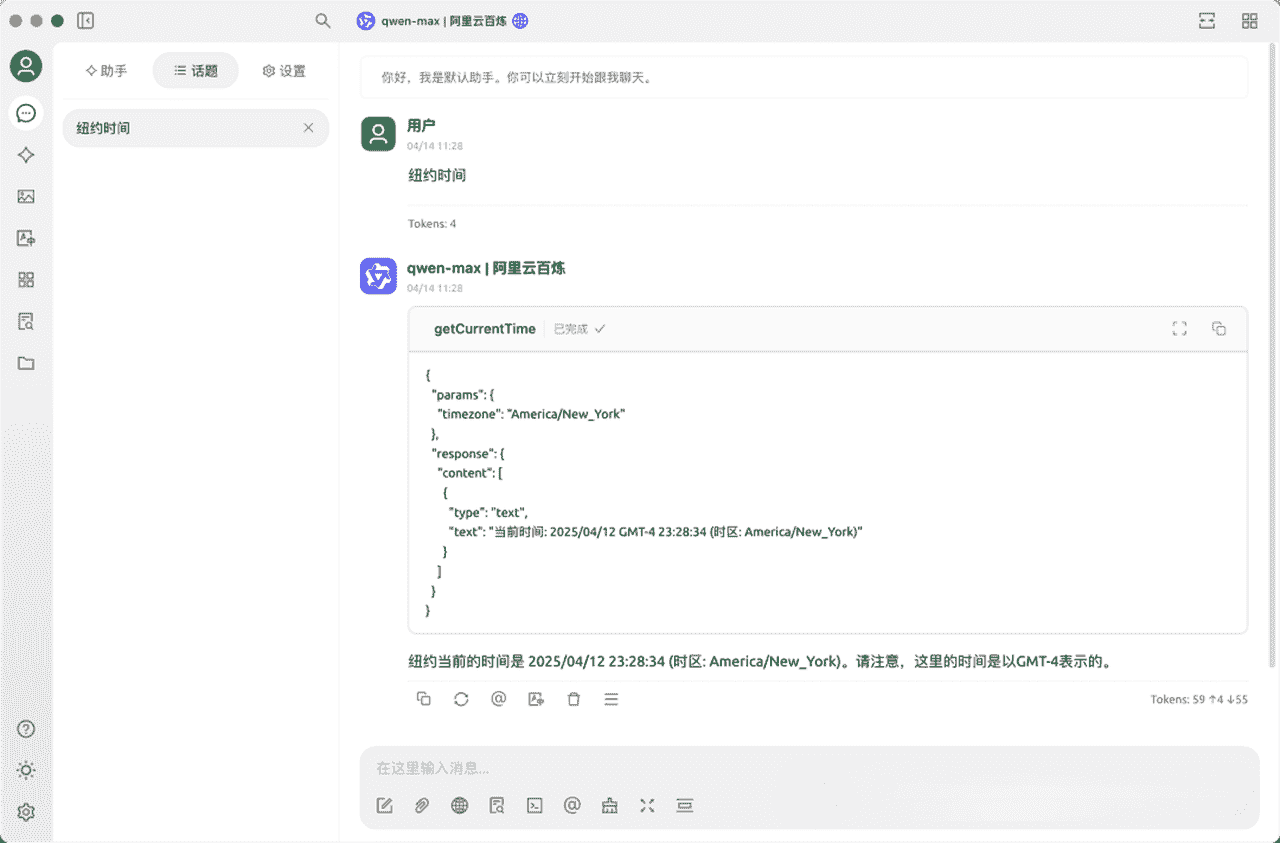 qwen-max | 阿里云百炼
助手
话题
设置
纽约时间
你好，我是默认助手。你可以立刻开始跟我聊天。
用户
04/14 11:28
纽约时间
Tokens: 4
qwen-max | 阿里云百炼
04/14 11:28
getCurrentTime
已完成
{
"params": {
"timezone": "America/New_York"
},
"response": {
"content": [
{
"type": "text",
"text": "当前时间: 2025/04/12 GMT-4 23:28:34 (时区: America/New_York)"
}
]
}
}
纽约当前的时间是 2025/04/12 23:28:34 (时区: America/New_York)。请注意，这里的时间是以GMT-4表示的。
Tokens: 59 ↑4 ↓55
在这里输入消息...